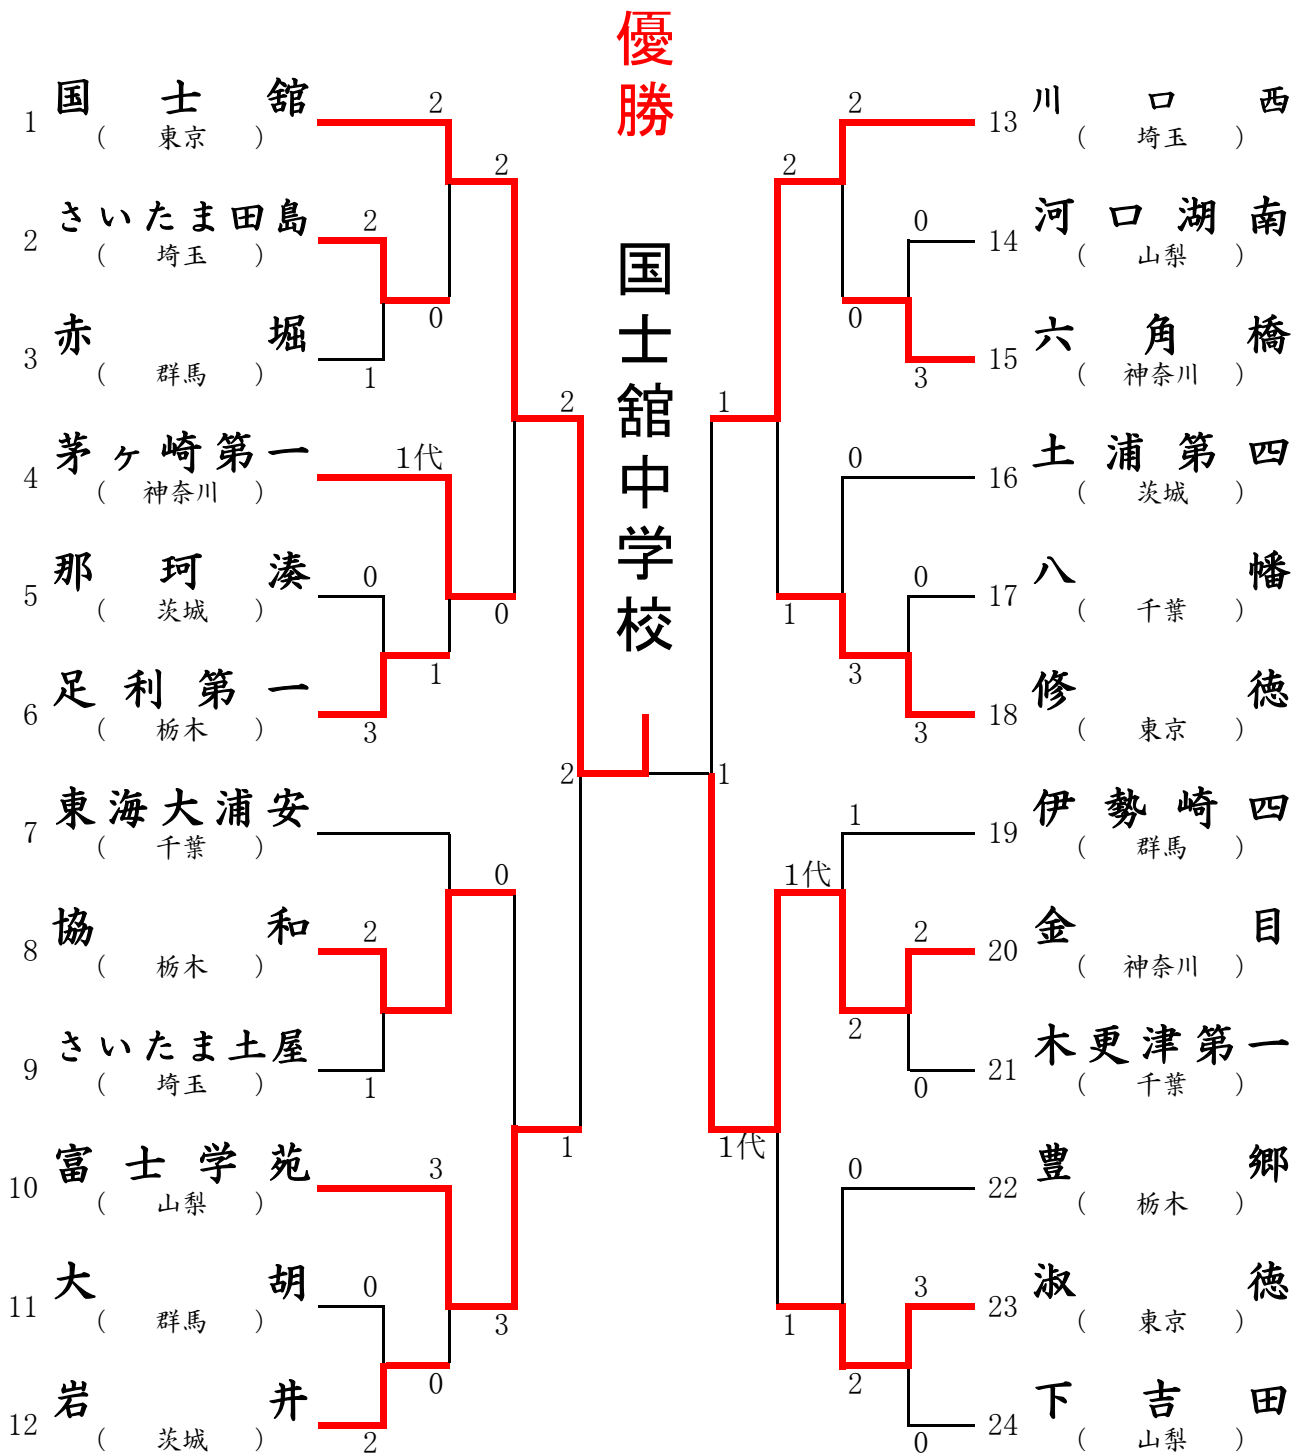 優勝
国士舘中学校
1 国士舘
(東京)
2
2
2 さいたま田島
(埼玉)
2
0
3 赤堀
(群馬)
1
2
4 茅ヶ崎第一
(神奈川)
1代
5 那珂湊
(茨城)
0
0
1
6 足利第一
(栃木)
3
2
7 東海大浦安
(千葉)
0
8 協和
(栃木)
2
9 さいたま土屋
(埼玉)
1
1
10 富士学苑
(山梨)
3
11 大胡
(群馬)
0
3
0
12 岩井
(茨城)
2
2
13 川口西
(埼玉)
2
0
14 河口湖南
(山梨)
0
15 六角橋
(神奈川)
3
1
0
16 土浦第四
(茨城)
0
17 八幡
(千葉)
1
3
18 修徳
(東京)
3
1
1
19 伊勢崎四
(群馬)
1代
2
20 金目
(神奈川)
2
21 木更津第一
(千葉)
0
1代
0
22 豊郷
(栃木)
3
23 淑徳
(東京)
1
2
24 下吉田
(山梨)
0